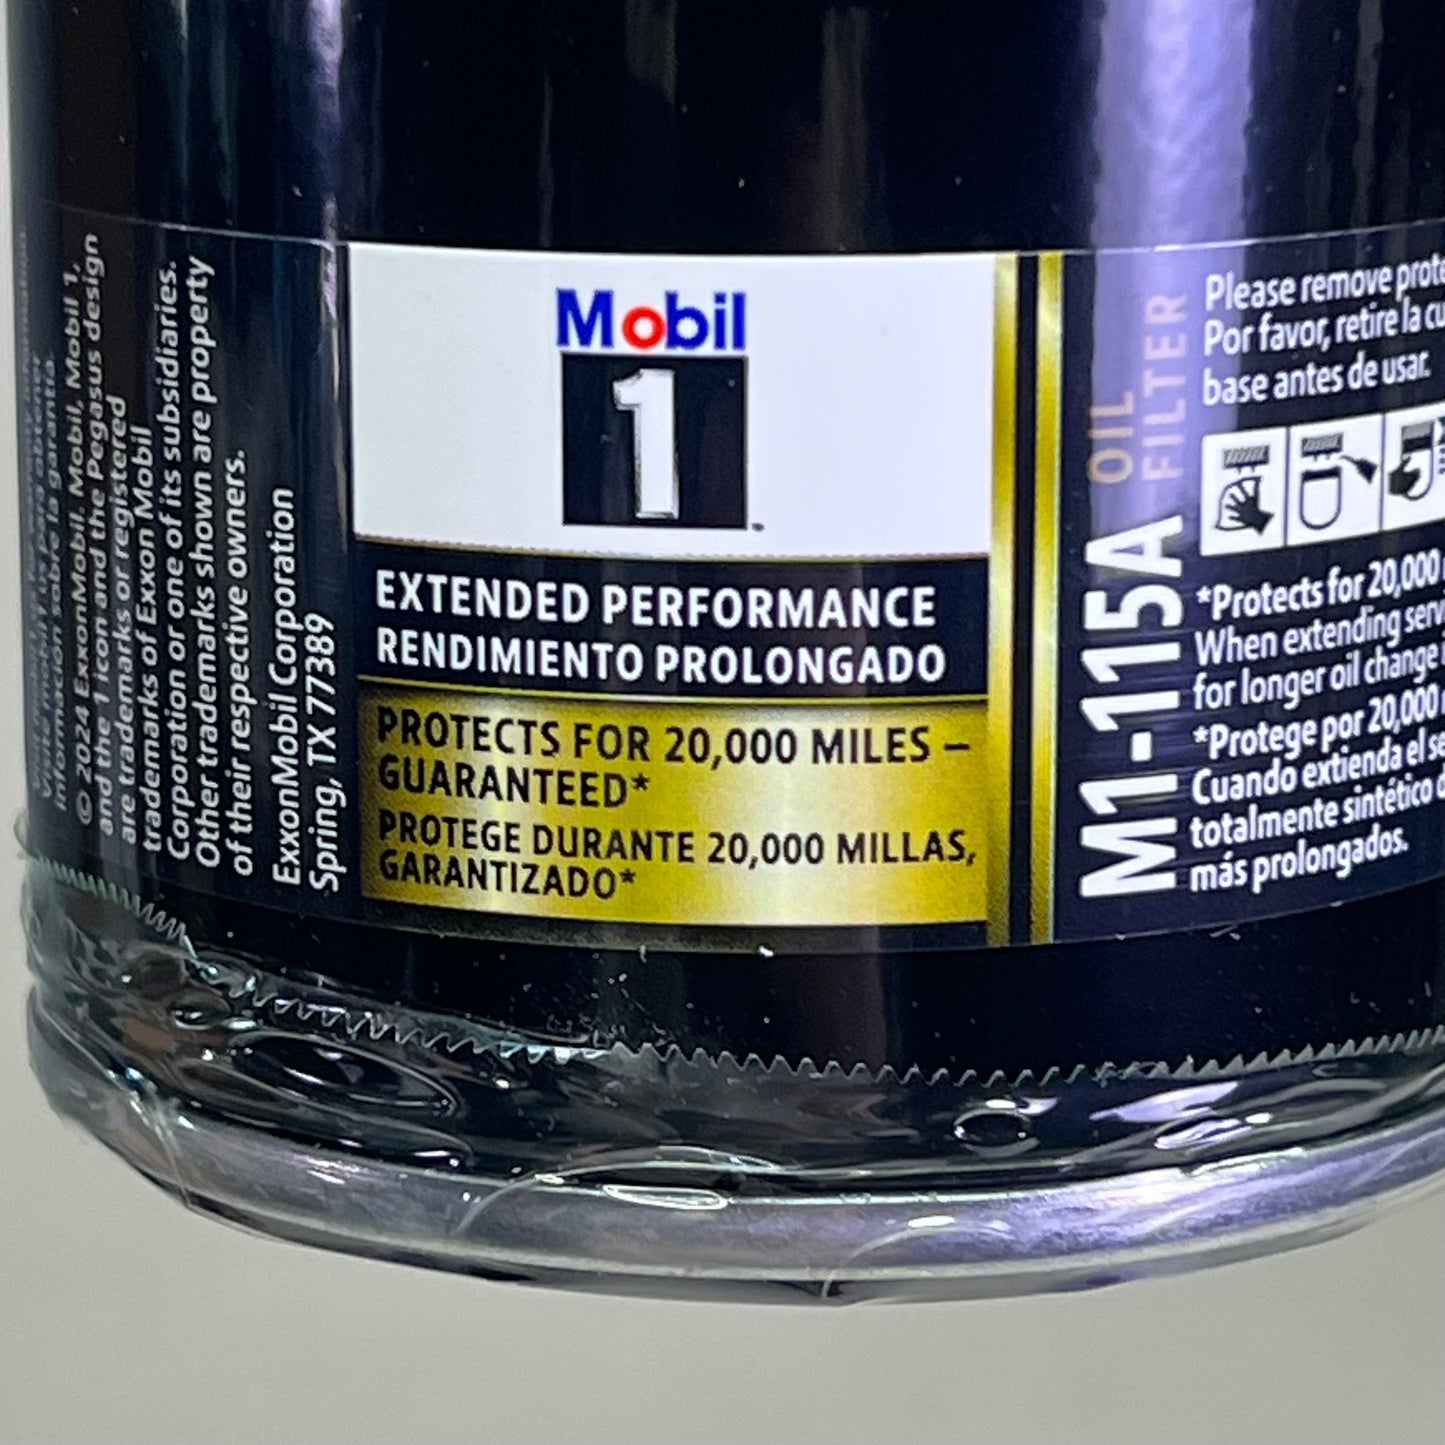 información sobre la garantía.
© 2024 ExxonMobil. Mobil, Mobil 1,
and the 1 icon and the Pegasus design
are trademarks or registered
trademarks of Exxon Mobil
Corporation or one of its subsidiaries.
Other trademarks shown are property
of their respective owners.
ExxonMobil Corporation
Spring, TX 77389
Mobil
1
EXTENDED PERFORMANCE
RENDIMIENTO PROLONGADO
PROTECTS FOR 20,000 MILES –
GUARANTEED*
PROTEGE DURANTE 20,000 MILLAS,
GARANTIZADO*
M1-115A
OIL
FILTER
Please remove
Por favor, retire la
base antes de usar.
*Protects for 20,000
When extending
for longer oil change
*Protege por 20,000
Cuando extienda el
totalmente sintético
más prolongados.